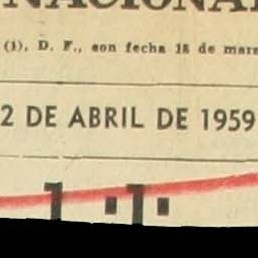 NACIONAL
(1), D. F., con fecha 18 de mar
2 DE ABRIL DE 1959